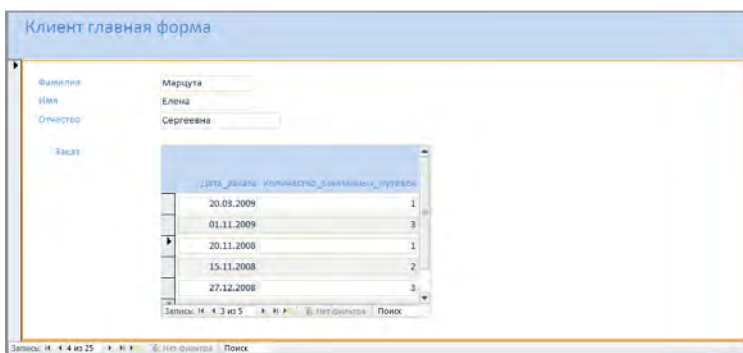 Клиент главная форма
Фамилия Марцута
Имя Елена
Отчество Сергеевна
Заказ
Дата_заказа Количество_заказанных_путевок
20.03.2009 1
01.11.2009 3
20.11.2008 1
15.11.2008 2
27.12.2008 3
Запись: 3 из 5 Нет фильтра Поиск
Запись: 4 из 25 Нет фильтра Поиск